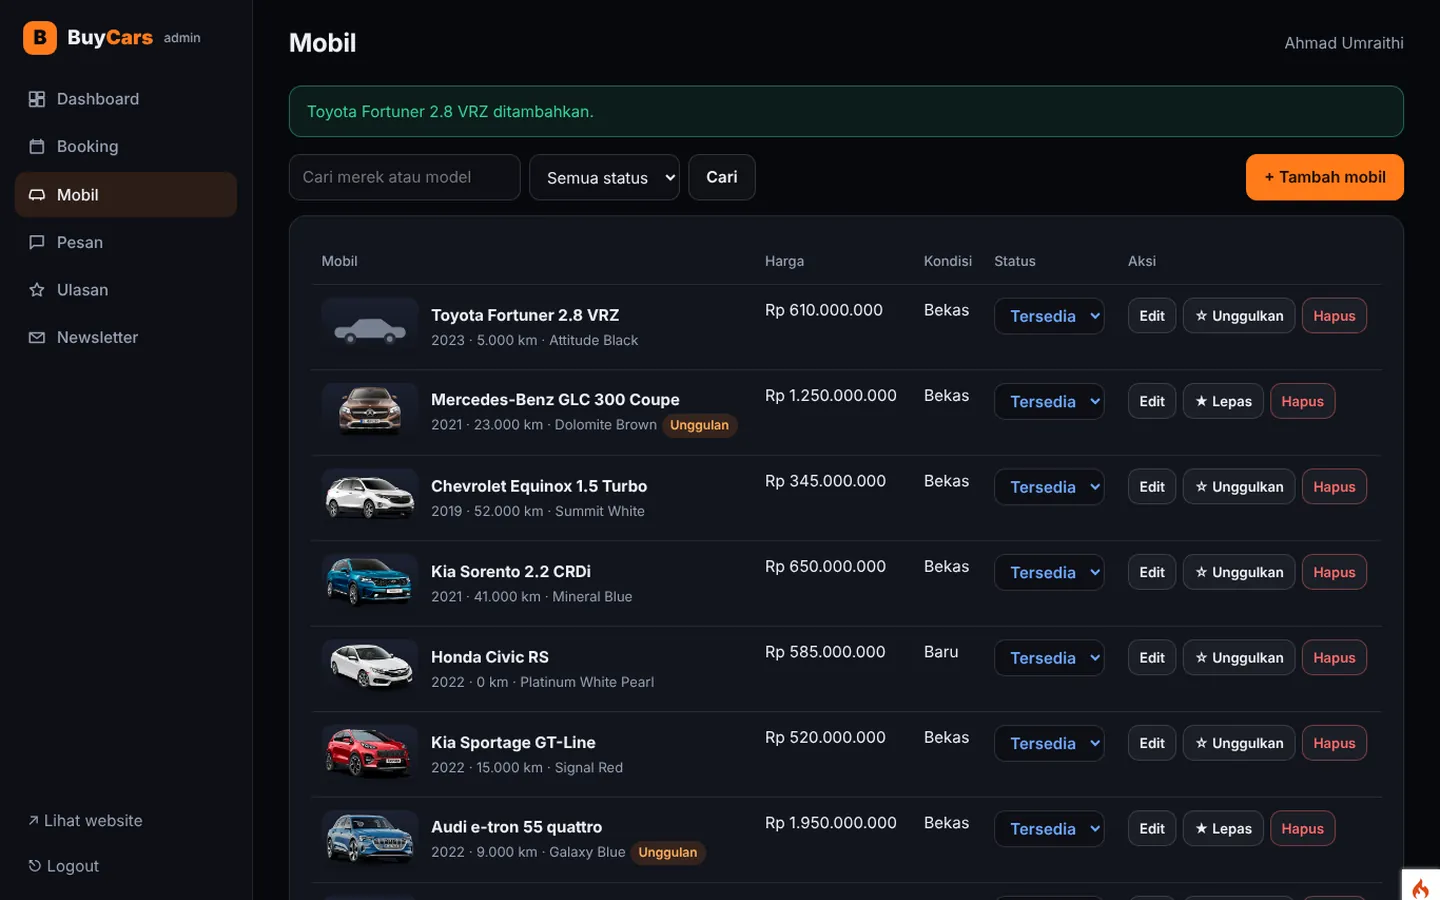 B BuyCars admin
Dashboard
Booking
Mobil
Pesan
Ulasan
Newsletter
↗ Lihat website
Logout
Mobil
Ahmad Umraithi
Toyota Fortuner 2.8 VRZ ditambahkan.
Cari merek atau model
Semua status
Cari
+ Tambah mobil
Mobil Harga Kondisi Status Aksi
Toyota Fortuner 2.8 VRZ Rp 610.000.000 Bekas Tersedia Edit ☆ Unggulkan Hapus
2023 · 5.000 km · Attitude Black
Mercedes-Benz GLC 300 Coupe Rp 1.250.000.000 Bekas Tersedia Edit ★ Lepas Hapus
2021 · 23.000 km · Dolomite Brown Unggulan
Chevrolet Equinox 1.5 Turbo Rp 345.000.000 Bekas Tersedia Edit ☆ Unggulkan Hapus
2019 · 52.000 km · Summit White
Kia Sorento 2.2 CRDi Rp 650.000.000 Bekas Tersedia Edit ☆ Unggulkan Hapus
2021 · 41.000 km · Mineral Blue
Honda Civic RS Rp 585.000.000 Baru Tersedia Edit ☆ Unggulkan Hapus
2022 · 0 km · Platinum White Pearl
Kia Sportage GT-Line Rp 520.000.000 Bekas Tersedia Edit ☆ Unggulkan Hapus
2022 · 15.000 km · Signal Red
Audi e-tron 55 quattro Rp 1.950.000.000 Bekas Tersedia Edit ★ Lepas Hapus
2022 · 9.000 km · Galaxy Blue Unggulan